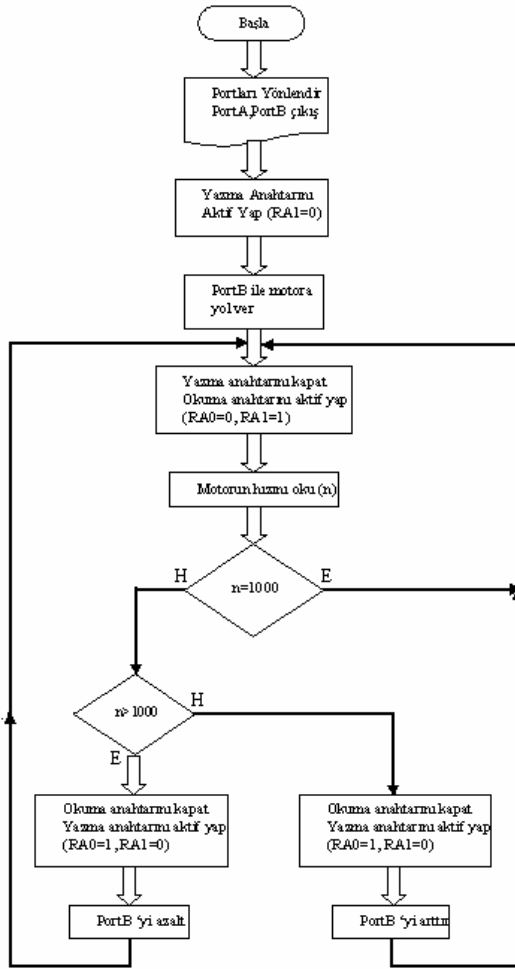 Başla
Portları Yönlendir
PortA,PortB çıkış
Yazma Anahtarını
Aktif Yap (RA1=0)
PortB ile motora
yol ver
Yazma anahtarını kapat
Okuma anahtarını aktif yap
(RA0=0, RA1=1)
Motorun hızını oku (n)
n=1000
H
E
n>1000
H
E
Okuma anahtarını kapat
Yazma anahtarını aktif yap
(RA0=1, RA1=0)
PortB 'yi azalt
Okuma anahtarını kapat
Yazma anahtarını aktif yap
(RA0=1, RA1=0)
PortB 'yi arttır